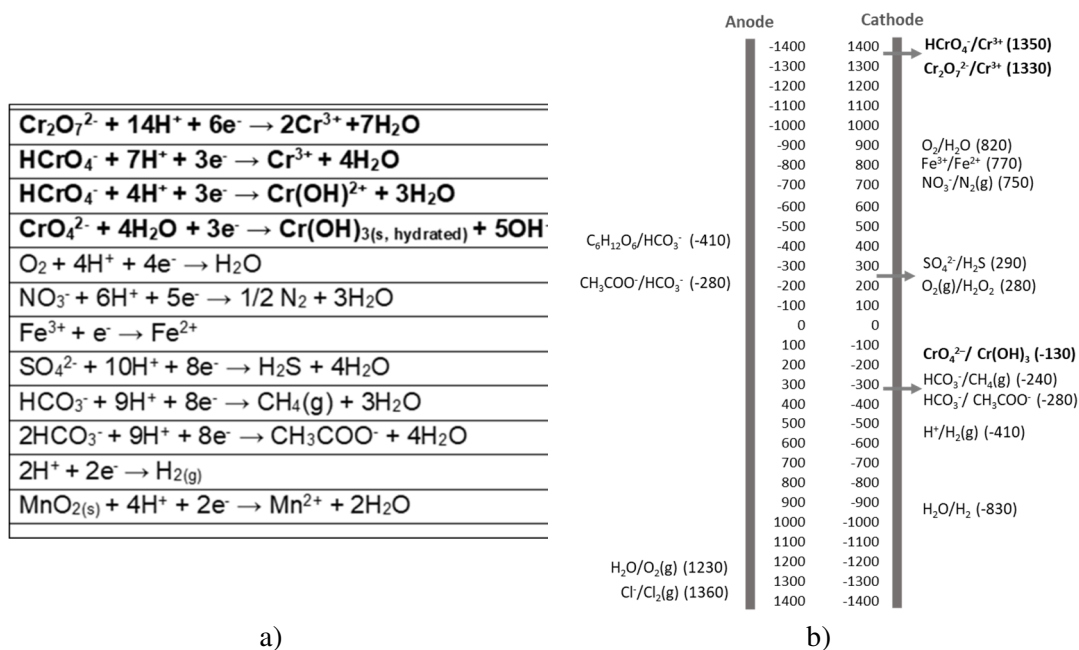 Cr₂O₇²⁻ + 14H⁺ + 6e⁻ → 2Cr³⁺ +7H₂O
HCrO₄⁻ + 7H⁺ + 3e⁻ → Cr³⁺ + 4H₂O
HCrO₄⁻ + 4H⁺ + 3e⁻ → Cr(OH)²⁺ + 3H₂O
CrO₄²⁻ + 4H₂O + 3e⁻ → Cr(OH)₃₍s, hydrated₎ + 5OH⁻
O₂ + 4H⁺ + 4e⁻ → H₂O
NO₃⁻ + 6H⁺ + 5e⁻ → 1/2 N₂ + 3H₂O
Fe³⁺ + e⁻ → Fe²⁺
SO₄²⁻ + 10H⁺ + 8e⁻ → H₂S + 4H₂O
HCO₃⁻ + 9H⁺ + 8e⁻ → CH₄(g) + 3H₂O
2HCO₃⁻ + 9H⁺ + 8e⁻ → CH₃COO⁻ + 4H₂O
2H⁺ + 2e⁻ → H₂₍g₎
MnO₂₍s₎ + 4H⁺ + 2e⁻ → Mn²⁺ + 2H₂O
a)
Anode Cathode
-1400 1400 HCrO₄⁻/Cr³⁺ (1350)
-1300 1300 Cr₂O₇²⁻/Cr³⁺ (1330)
-1200 1200
-1100 1100
-1000 1000
-900 900 O₂/H₂O (820)
-800 800 Fe³⁺/Fe²⁺ (770)
-700 700 NO₃⁻/N₂(g) (750)
-600 600
-500 500
C₆H₁₂O₆/HCO₃⁻ (-410) -400 400
-300 300 SO₄²⁻/H₂S (290)
CH₃COO⁻/HCO₃⁻ (-280) -200 200 O₂(g)/H₂O₂ (280)
-100 100
0 0
100 -100 CrO₄²⁻/ Cr(OH)₃ (-130)
200 -200
300 -300 HCO₃⁻/CH₄(g) (-240)
400 -400 HCO₃⁻/ CH₃COO⁻ (-280)
500 -500 H⁺/H₂(g) (-410)
600 -600
700 -700
800 -800
900 -900 H₂O/H₂ (-830)
1000 -1000
1100 -1100
H₂O/O₂(g) (1230) 1200 -1200
1300 -1300
Cl⁻/Cl₂(g) (1360) 1400 -1400
b)